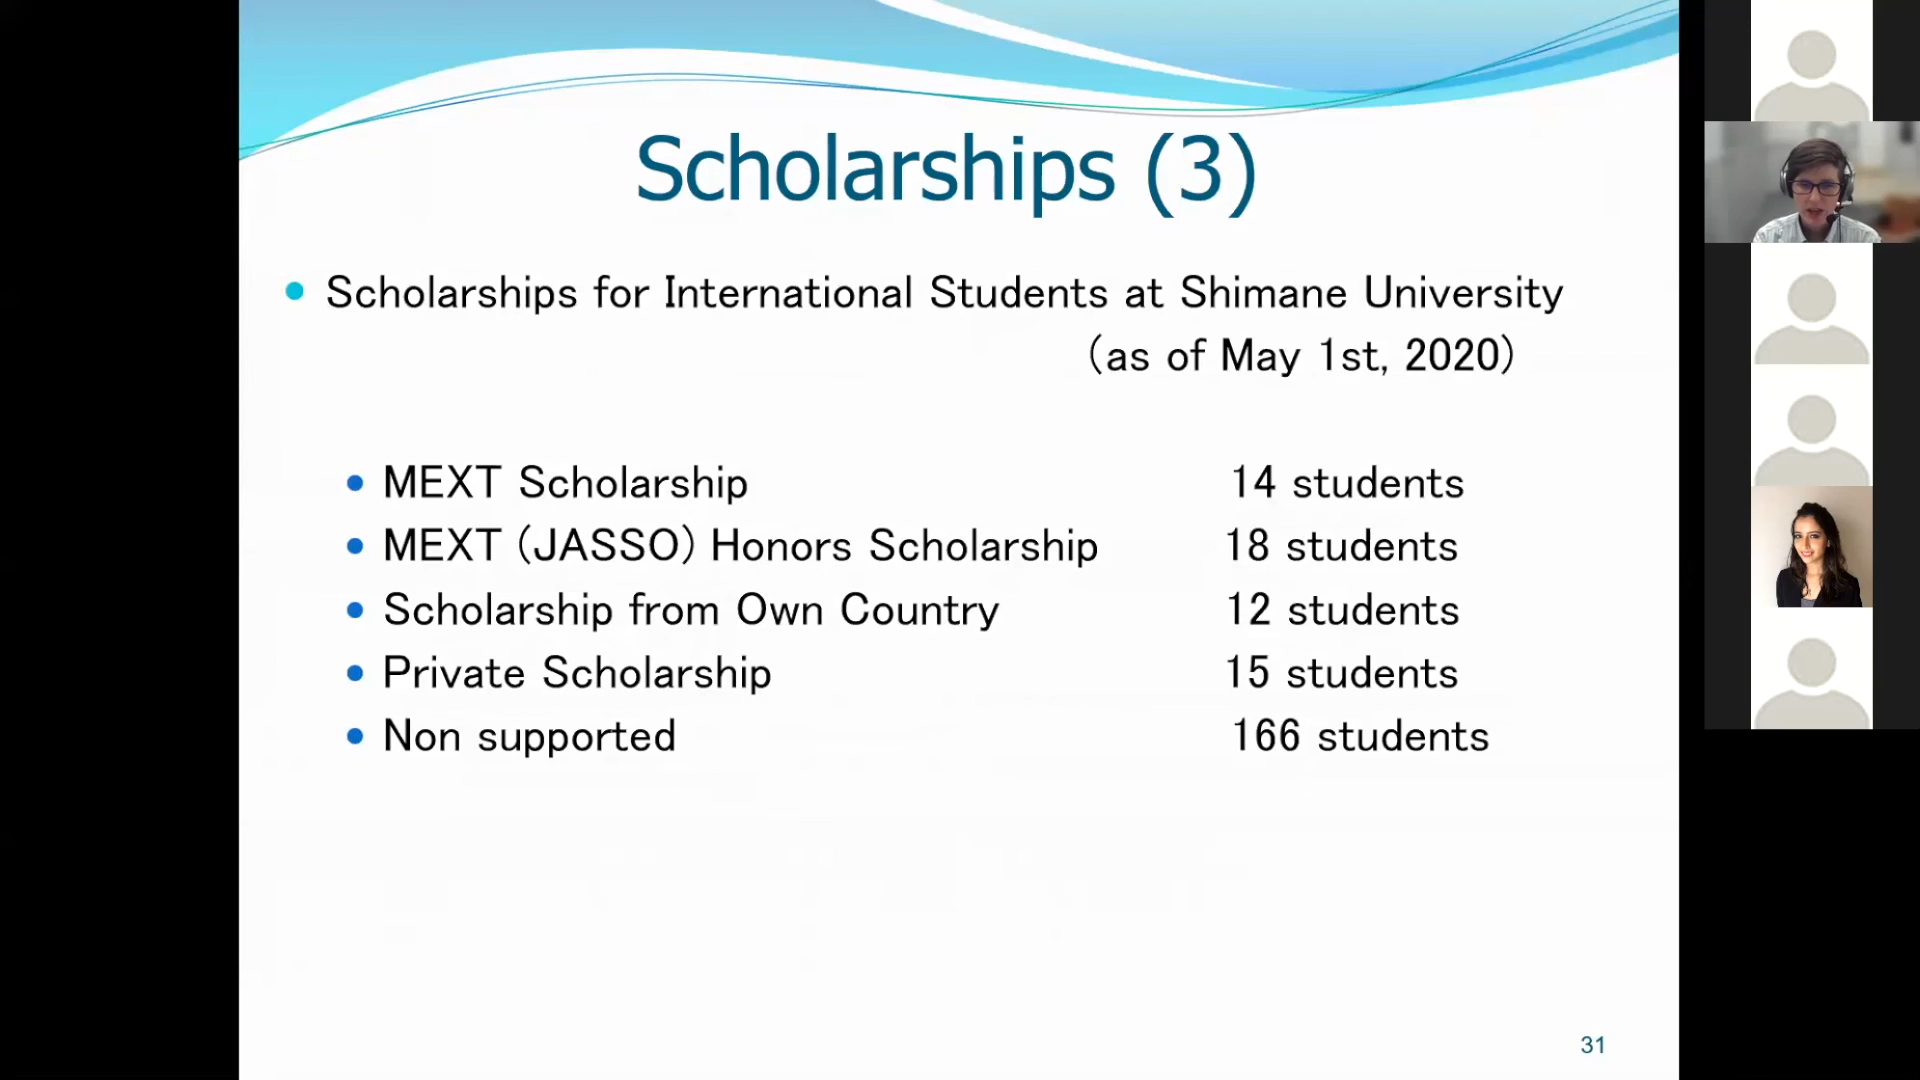 Scholarships (3)
• Scholarships for International Students at Shimane University
(as of May 1st, 2020)
• MEXT Scholarship 14 students
• MEXT (JASSO) Honors Scholarship 18 students
• Scholarship from Own Country 12 students
• Private Scholarship 15 students
• Non supported 166 students
31